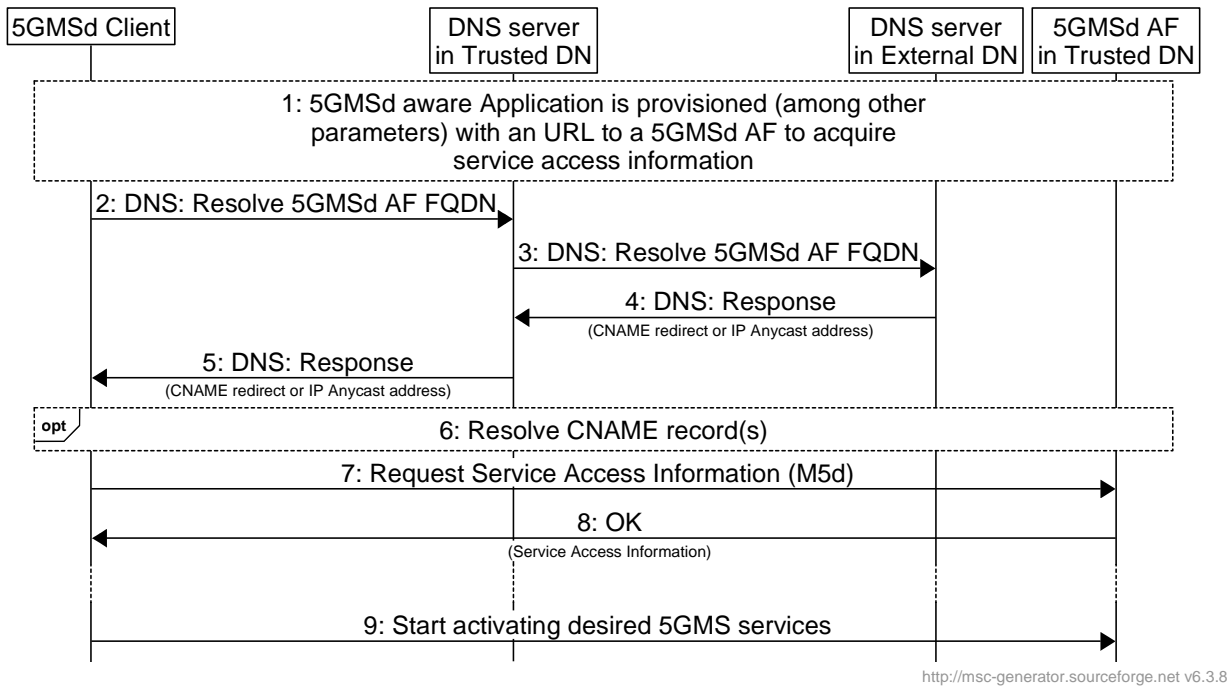 5GMSd Client
DNS server
in Trusted DN
DNS server
in External DN
5GMSd AF
in Trusted DN
1: 5GMSd aware Application is provisioned (among other
parameters) with an URL to a 5GMSd AF to acquire
service access information
2: DNS: Resolve 5GMSd AF FQDN
3: DNS: Resolve 5GMSd AF FQDN
4: DNS: Response
(CNAME redirect or IP Anycast address)
5: DNS: Response
(CNAME redirect or IP Anycast address)
opt
6: Resolve CNAME record(s)
7: Request Service Access Information (M5d)
8: OK
(Service Access Information)
9: Start activating desired 5GMS services
http://msc-generator.sourceforge.net v6.3.8